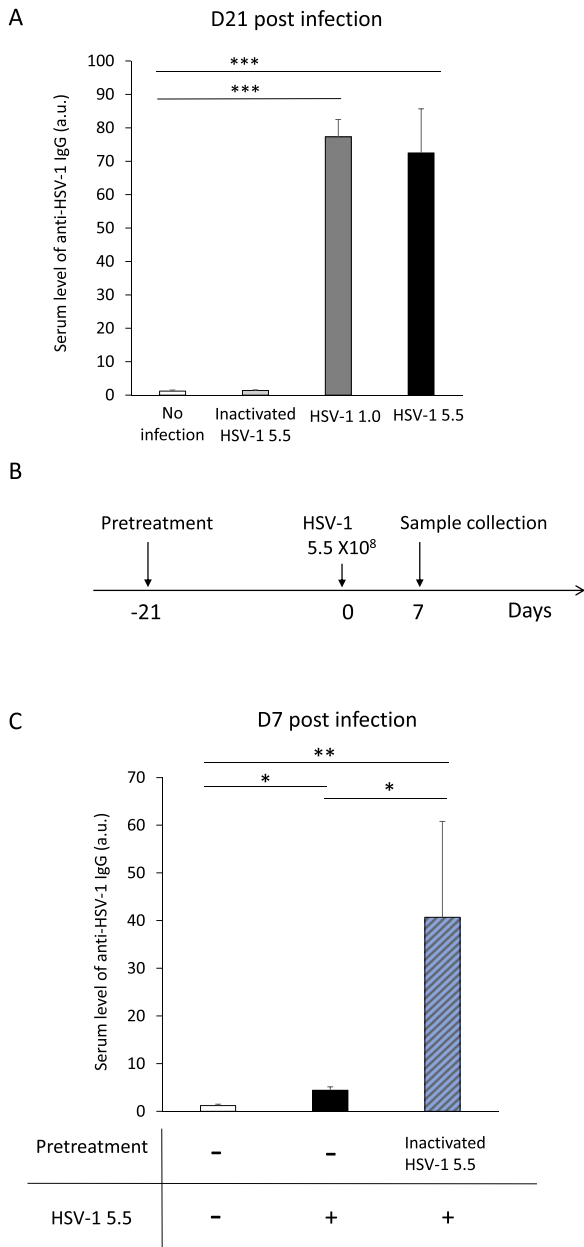 A
D21 post infection
***
***
100
90
80
70
60
50
40
30
20
10
0
Serum level of anti-HSV-1 IgG (a.u.)
No infection
Inactivated HSV-1 5.5
HSV-1 1.0
HSV-1 5.5
B
Pretreatment
HSV-1
5.5 X10⁸
Sample collection
-21
0
7
Days
C
D7 post infection
**
*
*
70
60
50
40
30
20
10
0
Serum level of anti-HSV-1 IgG (a.u.)
Pretreatment
-
-
Inactivated
HSV-1 5.5
HSV-1 5.5
-
+
+